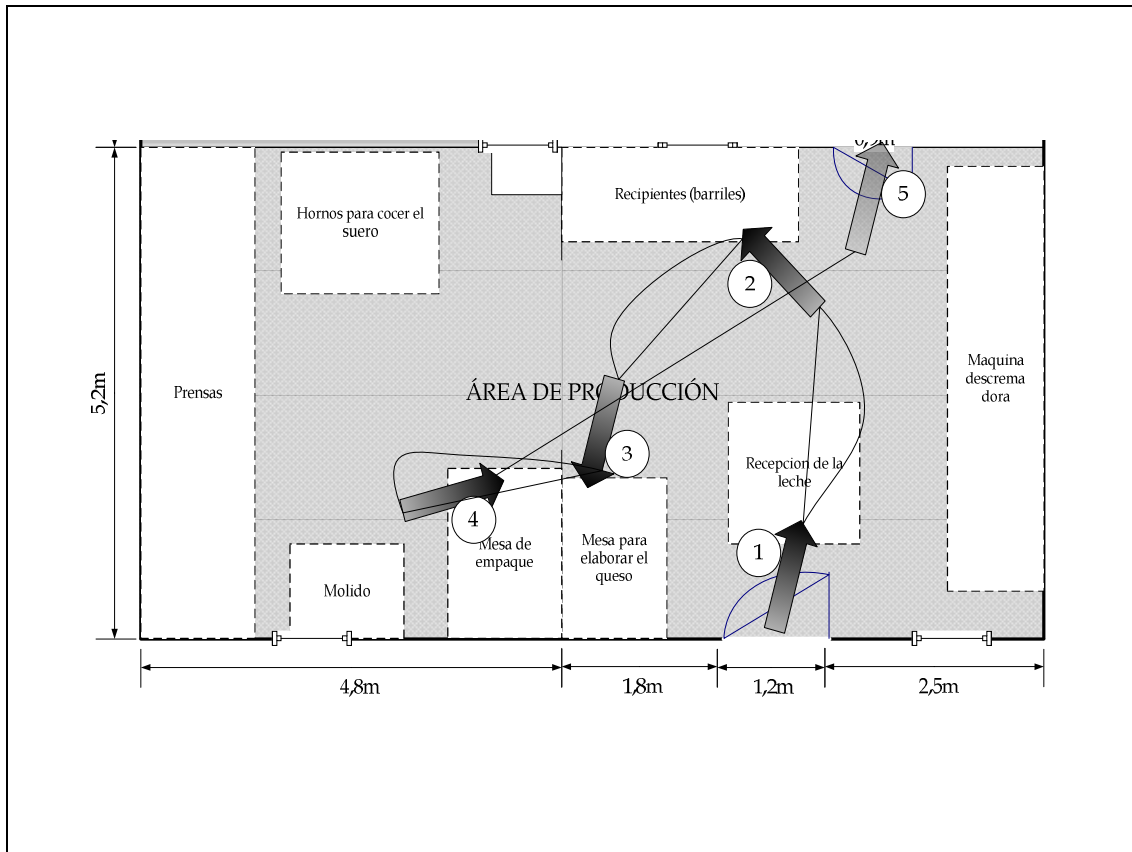 Hornos para cocer el
suero
Recipientes (barriles)
5
2
5,2m
Prensas
ÁREA DE PRODUCCIÓN
Maquina
descrema
dora
3
Recepcion de la
leche
4
1
Mesa de
empaque
Mesa para
elaborar el
queso
Molido
4,8m
1,8m
1,2m
2,5m